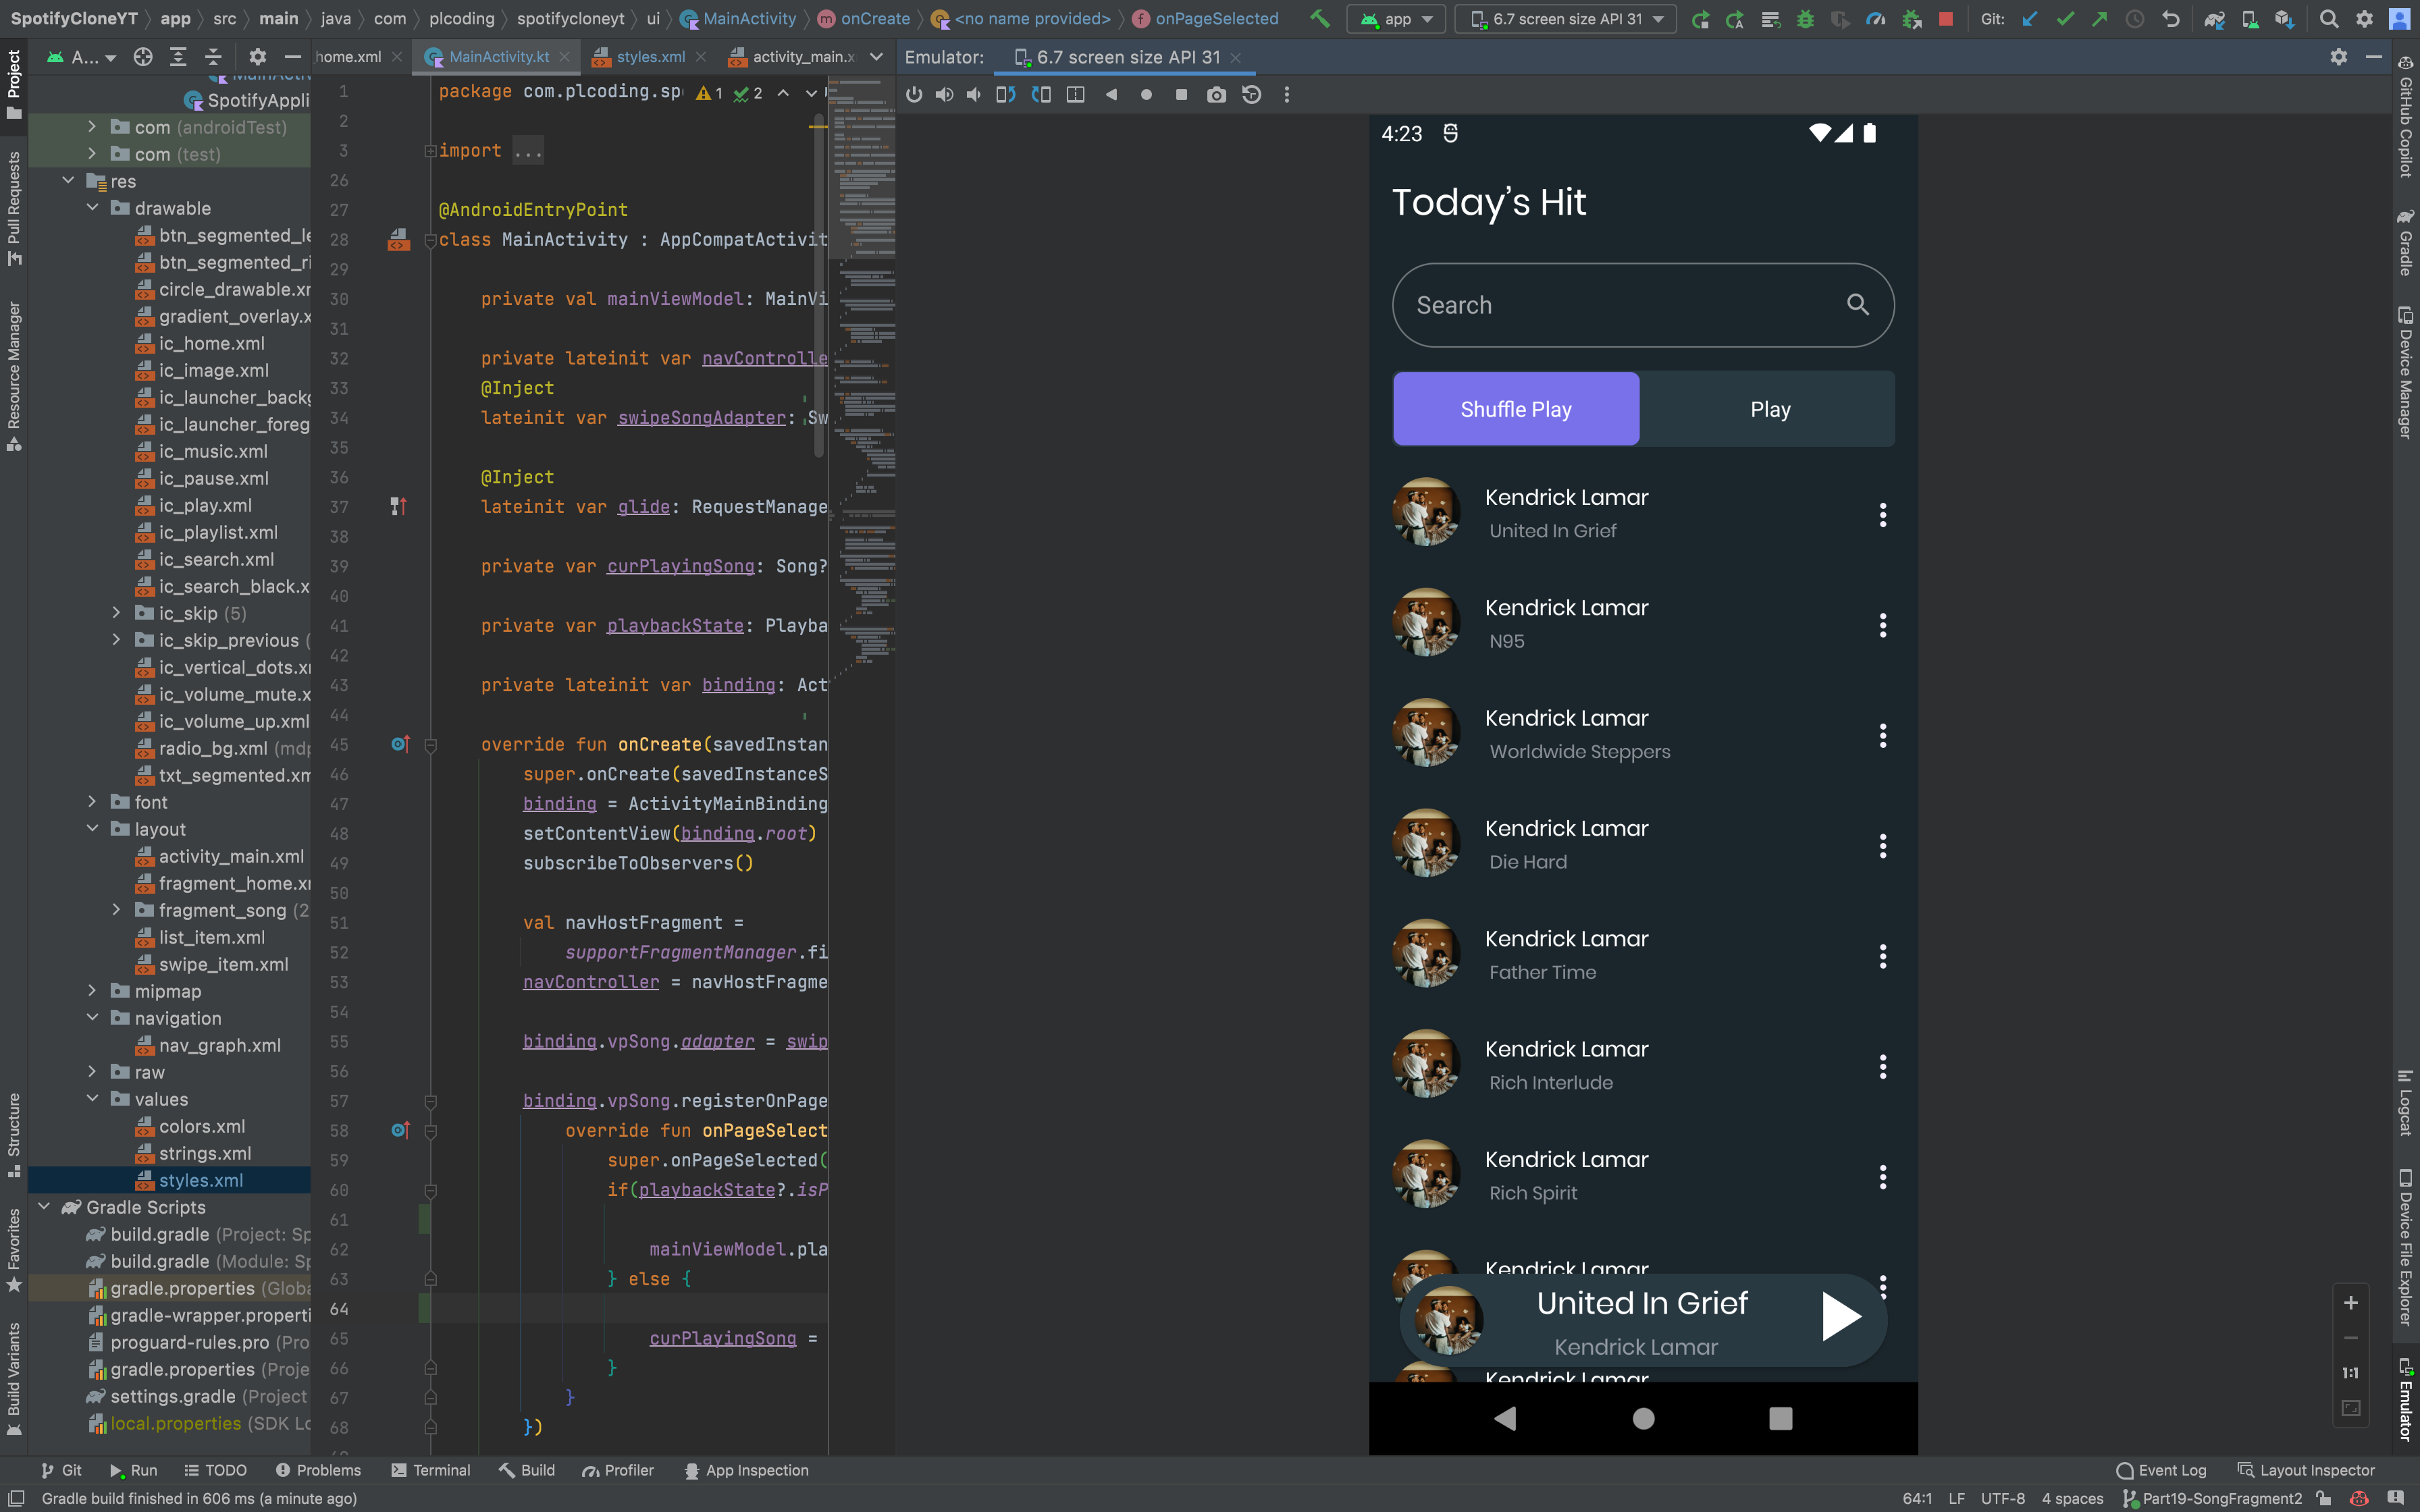 SpotifyCloneYT › app › src › main › java › com › plcoding › spotifycloneyt › ui › MainActivity › onCreate › <no name provided> › onPageSelected
app
6.7 screen size API 31
Git:
Project
A...
home.xml
MainActivity.kt
styles.xml
activity_main.x
Emulator:
6.7 screen size API 31
SpotifyAppli
com (androidTest)
com (test)
res
drawable
btn_segmented_le
btn_segmented_ri
circle_drawable.xr
gradient_overlay.x
ic_home.xml
ic_image.xml
ic_launcher_backg
ic_launcher_foreg
ic_music.xml
ic_pause.xml
ic_play.xml
ic_playlist.xml
ic_search.xml
ic_search_black.x
ic_skip (5)
ic_skip_previous (
ic_vertical_dots.xr
ic_volume_mute.x
ic_volume_up.xml
radio_bg.xml (mdp
txt_segmented.xm
font
layout
activity_main.xml
fragment_home.xr
fragment_song (2
list_item.xml
swipe_item.xml
mipmap
navigation
nav_graph.xml
raw
values
colors.xml
strings.xml
styles.xml
Gradle Scripts
build.gradle (Project: Sp
build.gradle (Module: Sp
gradle.properties (Globa
gradle-wrapper.properti
proguard-rules.pro (Pro
gradle.properties (Proje
settings.gradle (Project
local.properties (SDK Lo
Pull Requests
Resource Manager
Structure
Favorites
Build Variants
1 package com.plcoding.sp
1 2
2
3 import ...
26
27 @AndroidEntryPoint
28 class MainActivity : AppCompatActivit
29
30 private val mainViewModel: MainVi
31
32 private lateinit var navControlle
33 @Inject
34 lateinit var swipeSongAdapter: Sw
35
36 @Inject
37 lateinit var glide: RequestManage
38
39 private var curPlayingSong: Song?
40
41 private var playbackState: Playba
42
43 private lateinit var binding: Act
44
45 override fun onCreate(savedInstan
46 super.onCreate(savedInstanceS
47 binding = ActivityMainBinding
48 setContentView(binding.root)
49 subscribeToObservers()
50
51 val navHostFragment =
52 supportFragmentManager.fi
53 navController = navHostFragme
54
55 binding.vpSong.adapter = swip
56
57 binding.vpSong.registerOnPage
58 override fun onPageSelect
59 super.onPageSelected(
60 if(playbackState?.isP
61
62 mainViewModel.pla
63 } else {
64
65 curPlayingSong =
66 }
67 }
68 })
4:23
Today's Hit
Search
Shuffle Play
Play
Kendrick Lamar
United In Grief
Kendrick Lamar
N95
Kendrick Lamar
Worldwide Steppers
Kendrick Lamar
Die Hard
Kendrick Lamar
Father Time
Kendrick Lamar
Rich Interlude
Kendrick Lamar
Rich Spirit
Kendrick Lamar
United In Grief
Kendrick Lamar
Kendrick Lamar
1:1
GitHub Copilot
Gradle
Device Manager
Logcat
Device File Explorer
Emulator
Git
Run
TODO
Problems
Terminal
Build
Profiler
App Inspection
Event Log
Layout Inspector
Gradle build finished in 606 ms (a minute ago)
64:1 LF UTF-8 4 spaces Part19-SongFragment2